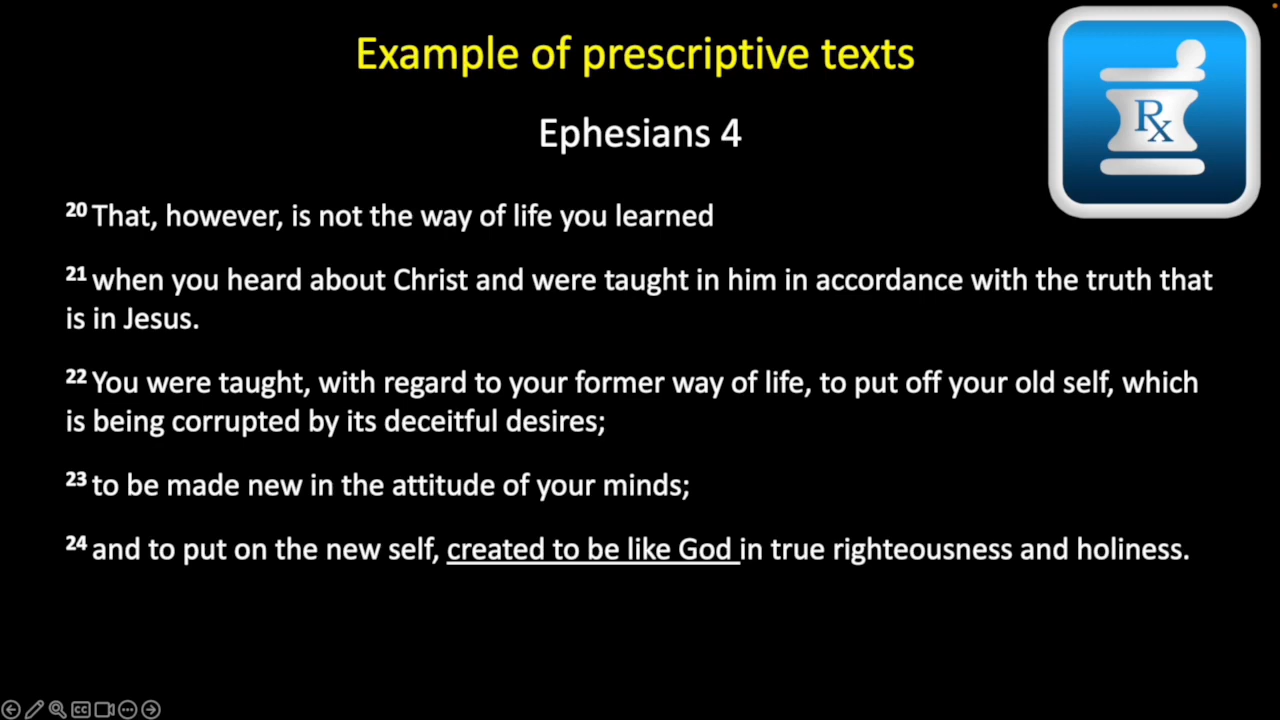 Example of prescriptive texts
Rx
Ephesians 4
20 That, however, is not the way of life you learned
21 when you heard about Christ and were taught in him in accordance with the truth that
is in Jesus.
22 You were taught, with regard to your former way of life, to put off your old self, which
is being corrupted by its deceitful desires;
23 to be made new in the attitude of your minds;
24 and to put on the new self, created to be like God in true righteousness and holiness.
CC